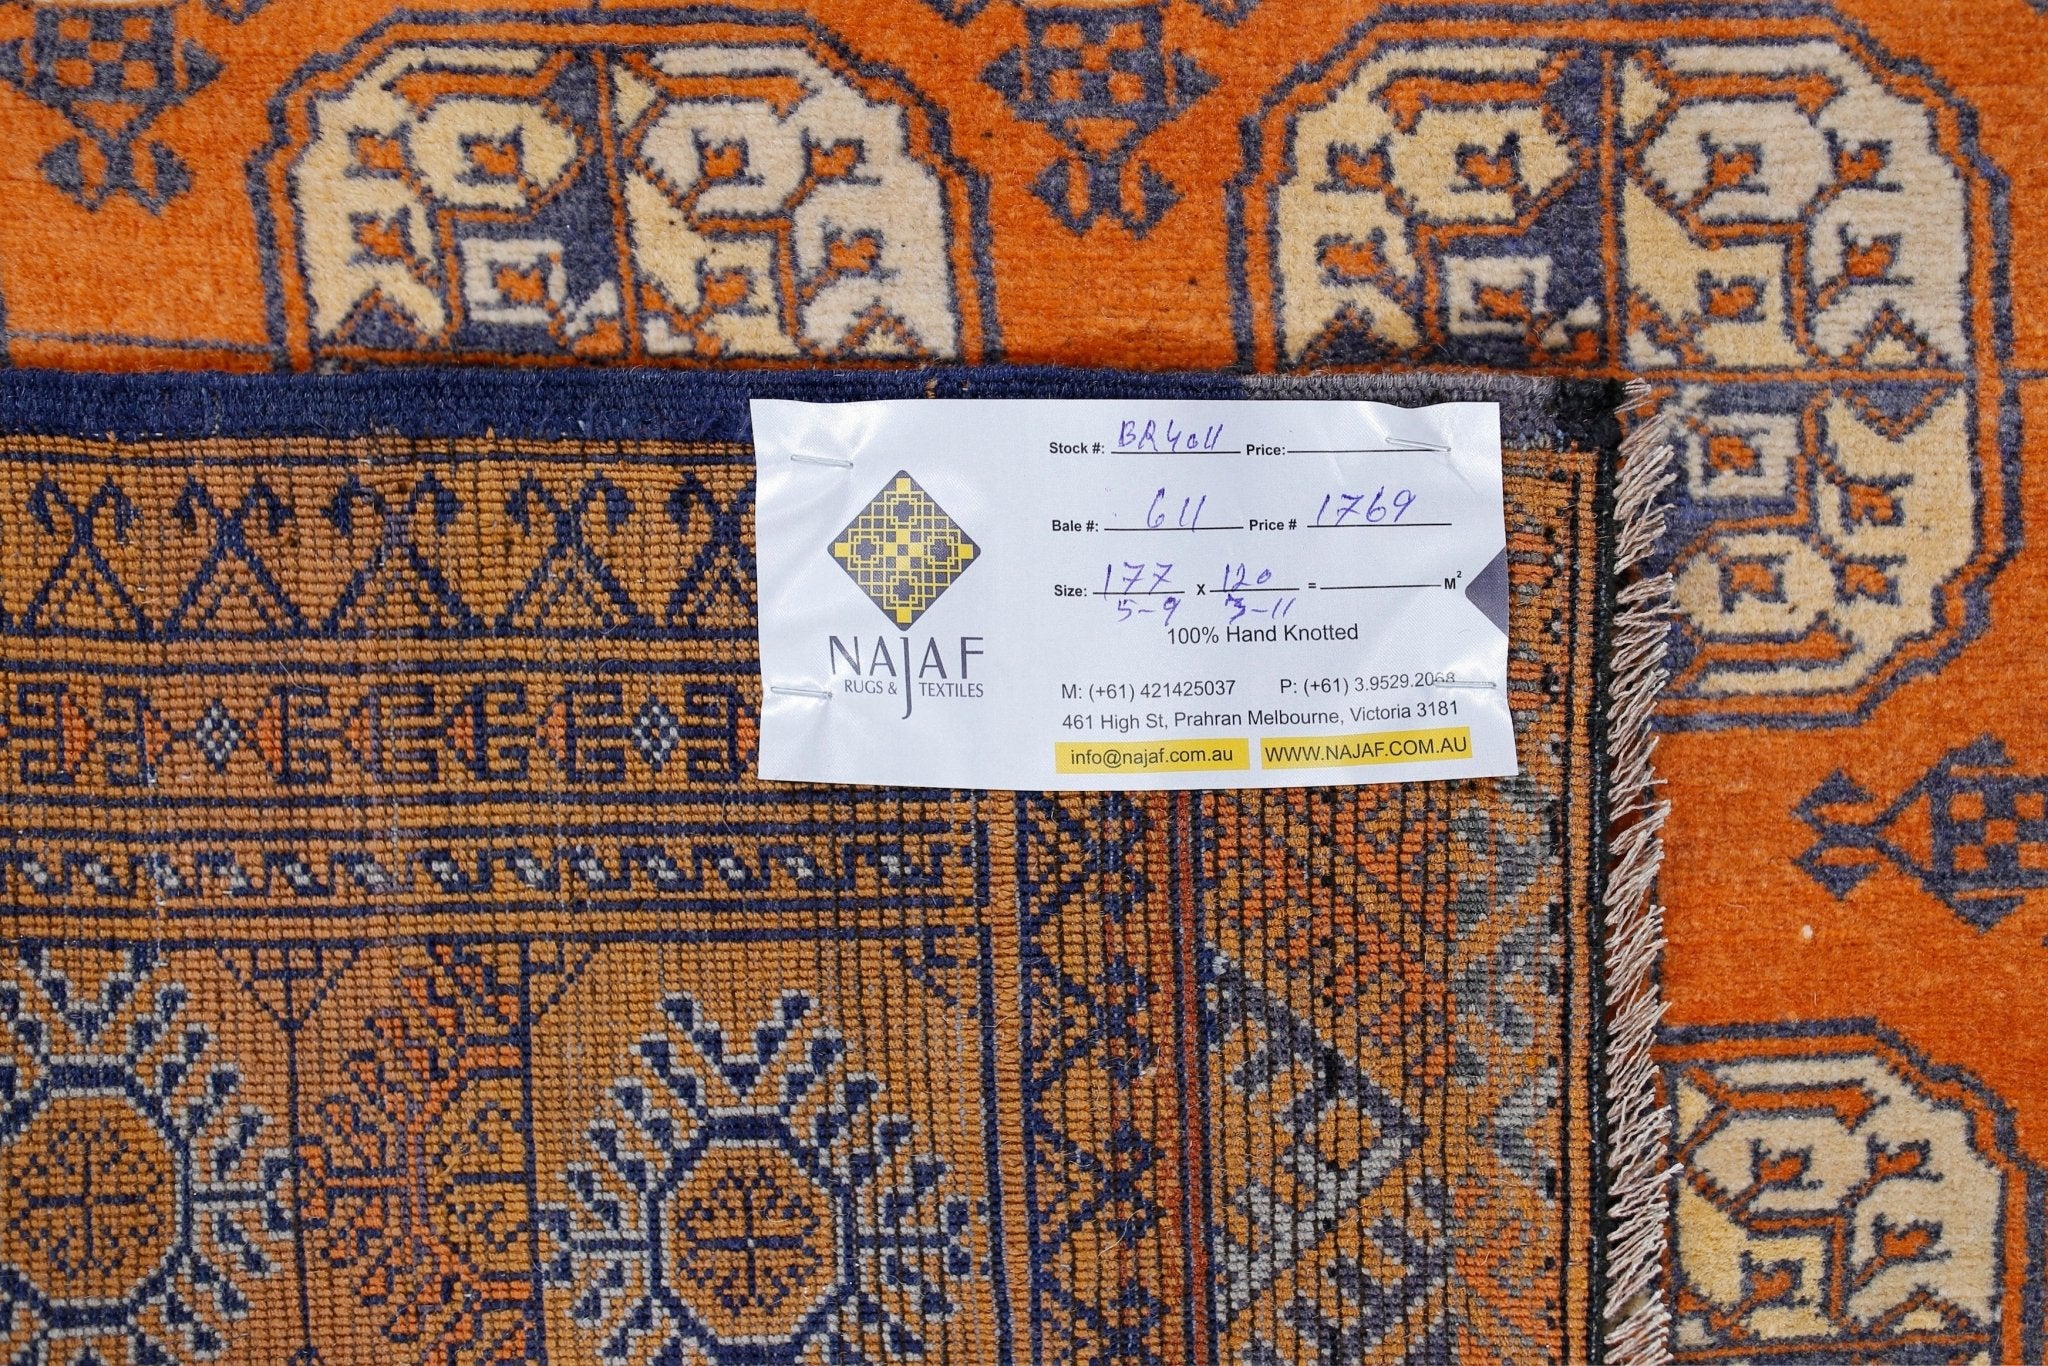 Stock #: BR4011 Price:
Bale #: 611 Price # 1769
Size: 177 x 120 = M²
5-9 3-11
100% Hand Knotted
NAJAF
RUGS & TEXTILES
M: (+61) 421425037 P: (+61) 3.9529.2068
461 High St, Prahran Melbourne, Victoria 3181
info@najaf.com.au WWW.NAJAF.COM.AU